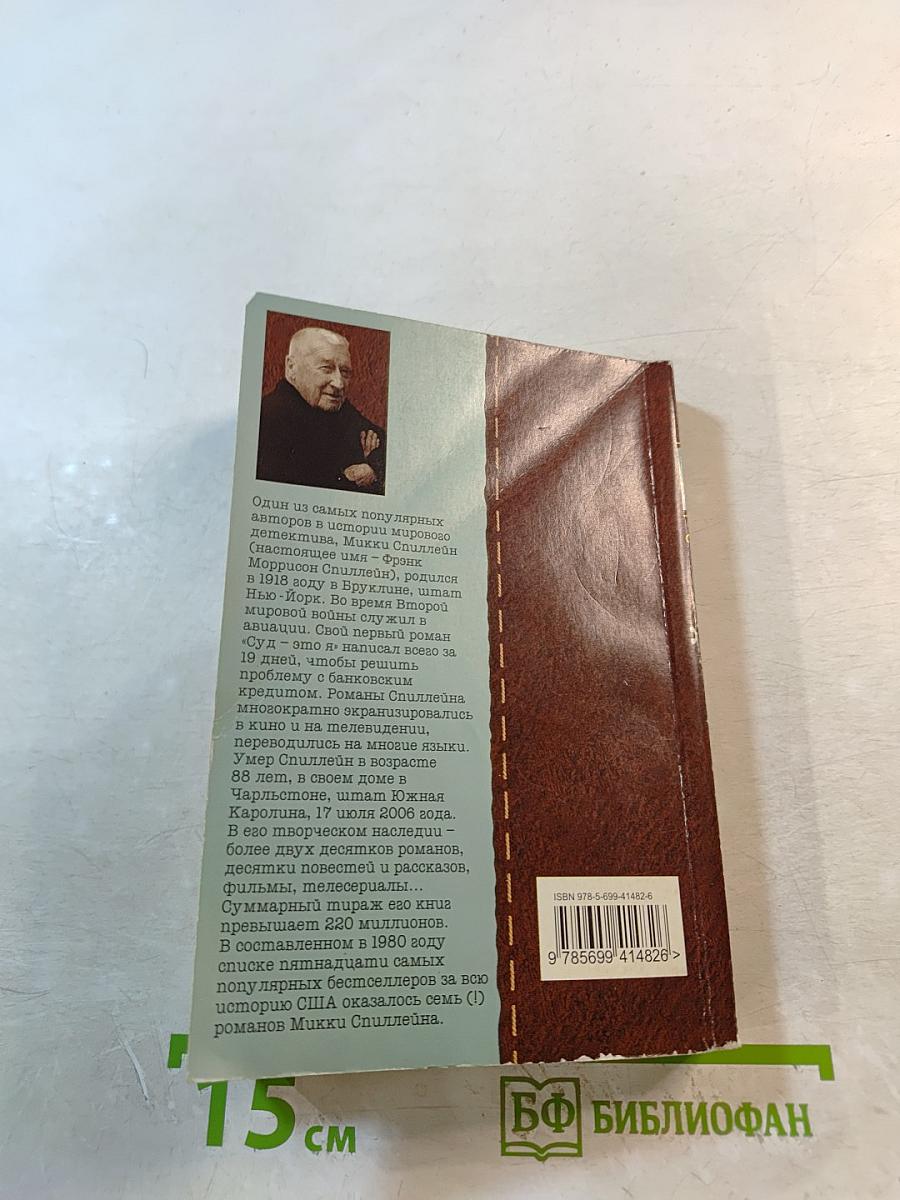 Один из самых популярных
авторов в истории мирового
детектива, Микки Спиллейн
(настоящее имя – Фрэнк
Моррисон Спиллейн), родился
в 1918 году в Бруклине, штат
Нью-Йорк. Во время Второй
мировой войны служил в
авиации. Свой первый роман
«Суд – это я» написал всего за
19 дней, чтобы решить
проблему с банковским
кредитом. Романы Спиллейна
многократно экранизировались
в кино и на телевидении,
переводились на многие языки.
Умер Спиллейн в возрасте
88 лет, в своем доме в
Чарльстоне, штат Южная
Каролина, 17 июля 2006 года.
В его творческом наследии –
более двух десятков романов,
десятки повестей и рассказов,
фильмы, телесериалы...
Суммарный тираж его книг
превышает 220 миллионов.
В составленном в 1980 году
списке пятнадцати самых
популярных бестселлеров за всю
историю США оказалось семь (!)
романов Микки Спиллейна.
ISBN 978-5-699-41482-6
9 785699 414826 >
15 см
БФ БИБЛИОФАН